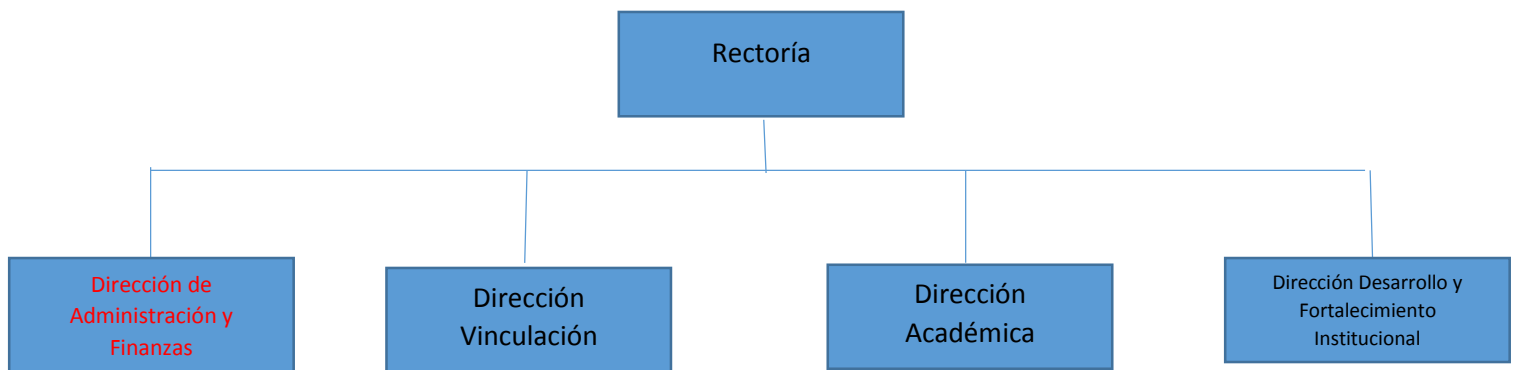 Rectoría
Dirección de
Administración y
Finanzas
Dirección
Vinculación
Dirección
Académica
Dirección Desarrollo y
Fortalecimiento
Institucional